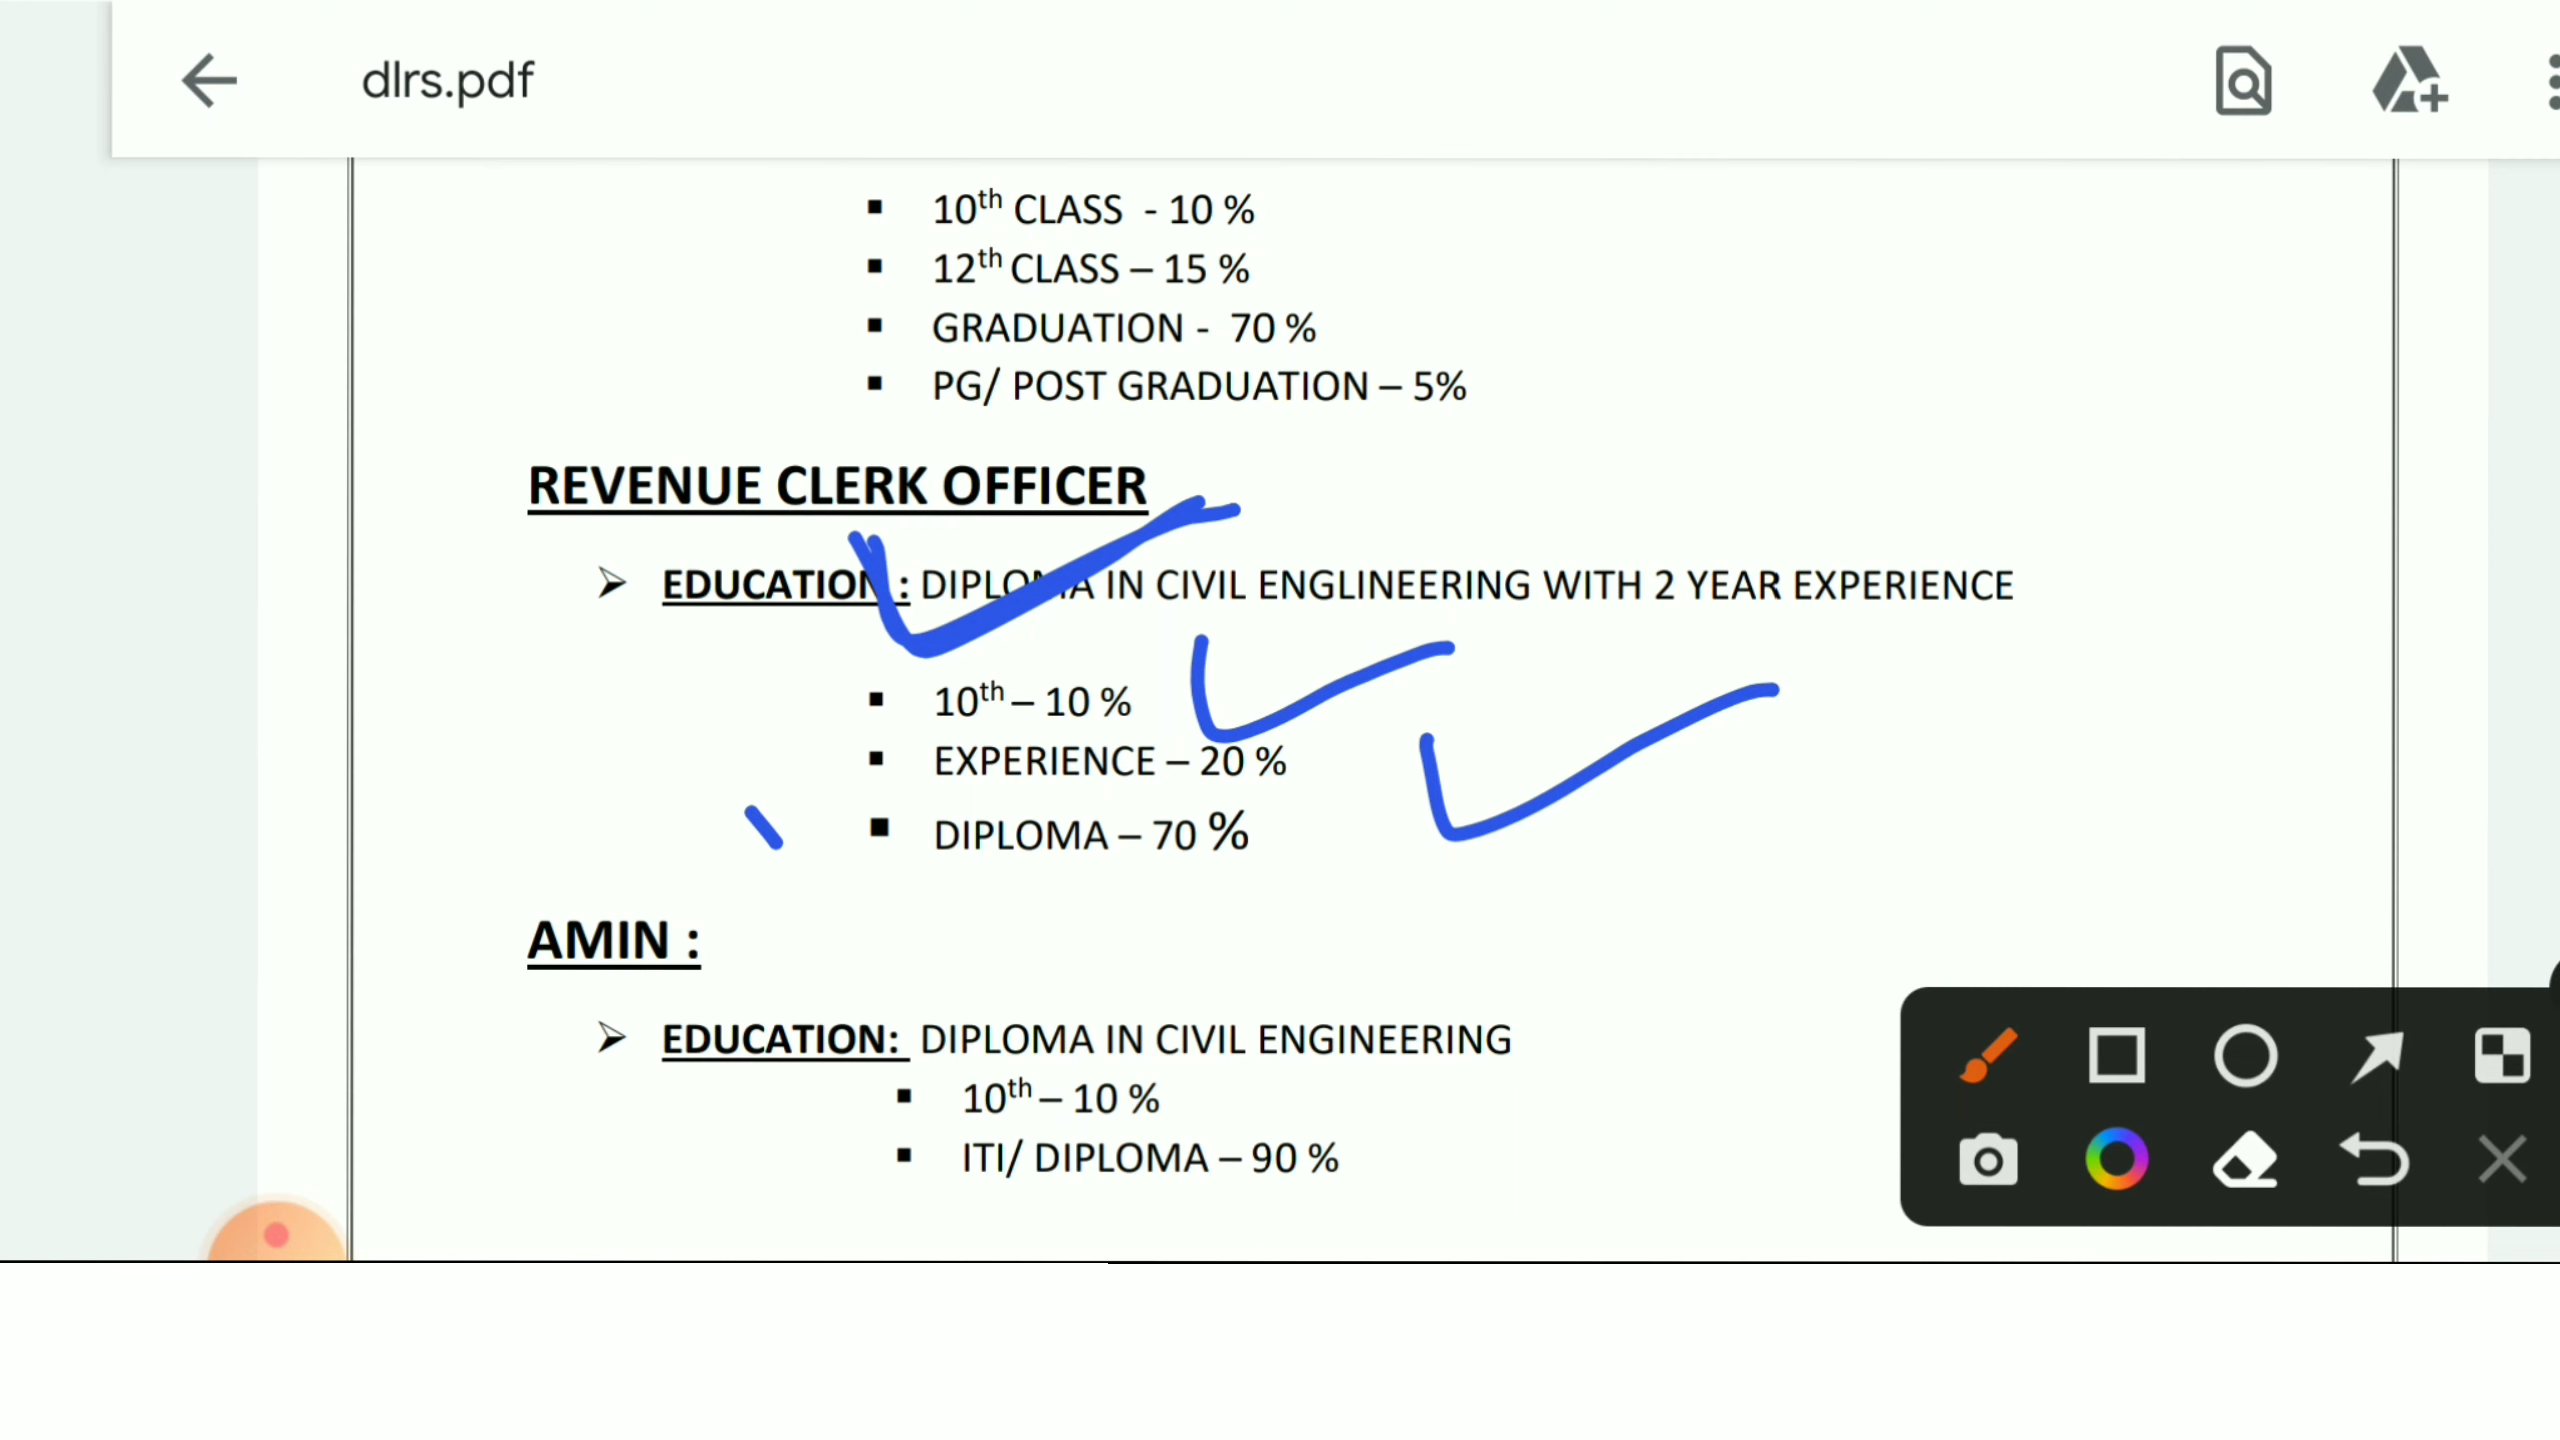 dlrs.pdf
▪ 10th CLASS - 10 %
▪ 12th CLASS – 15 %
▪ GRADUATION - 70 %
▪ PG/ POST GRADUATION – 5%
REVENUE CLERK OFFICER
➢ EDUCATION : DIPLOMA IN CIVIL ENGLINEERING WITH 2 YEAR EXPERIENCE
▪ 10th – 10 %
▪ EXPERIENCE – 20 %
▪ DIPLOMA – 70 %
AMIN :
➢ EDUCATION: DIPLOMA IN CIVIL ENGINEERING
▪ 10th – 10 %
▪ ITI/ DIPLOMA – 90 %